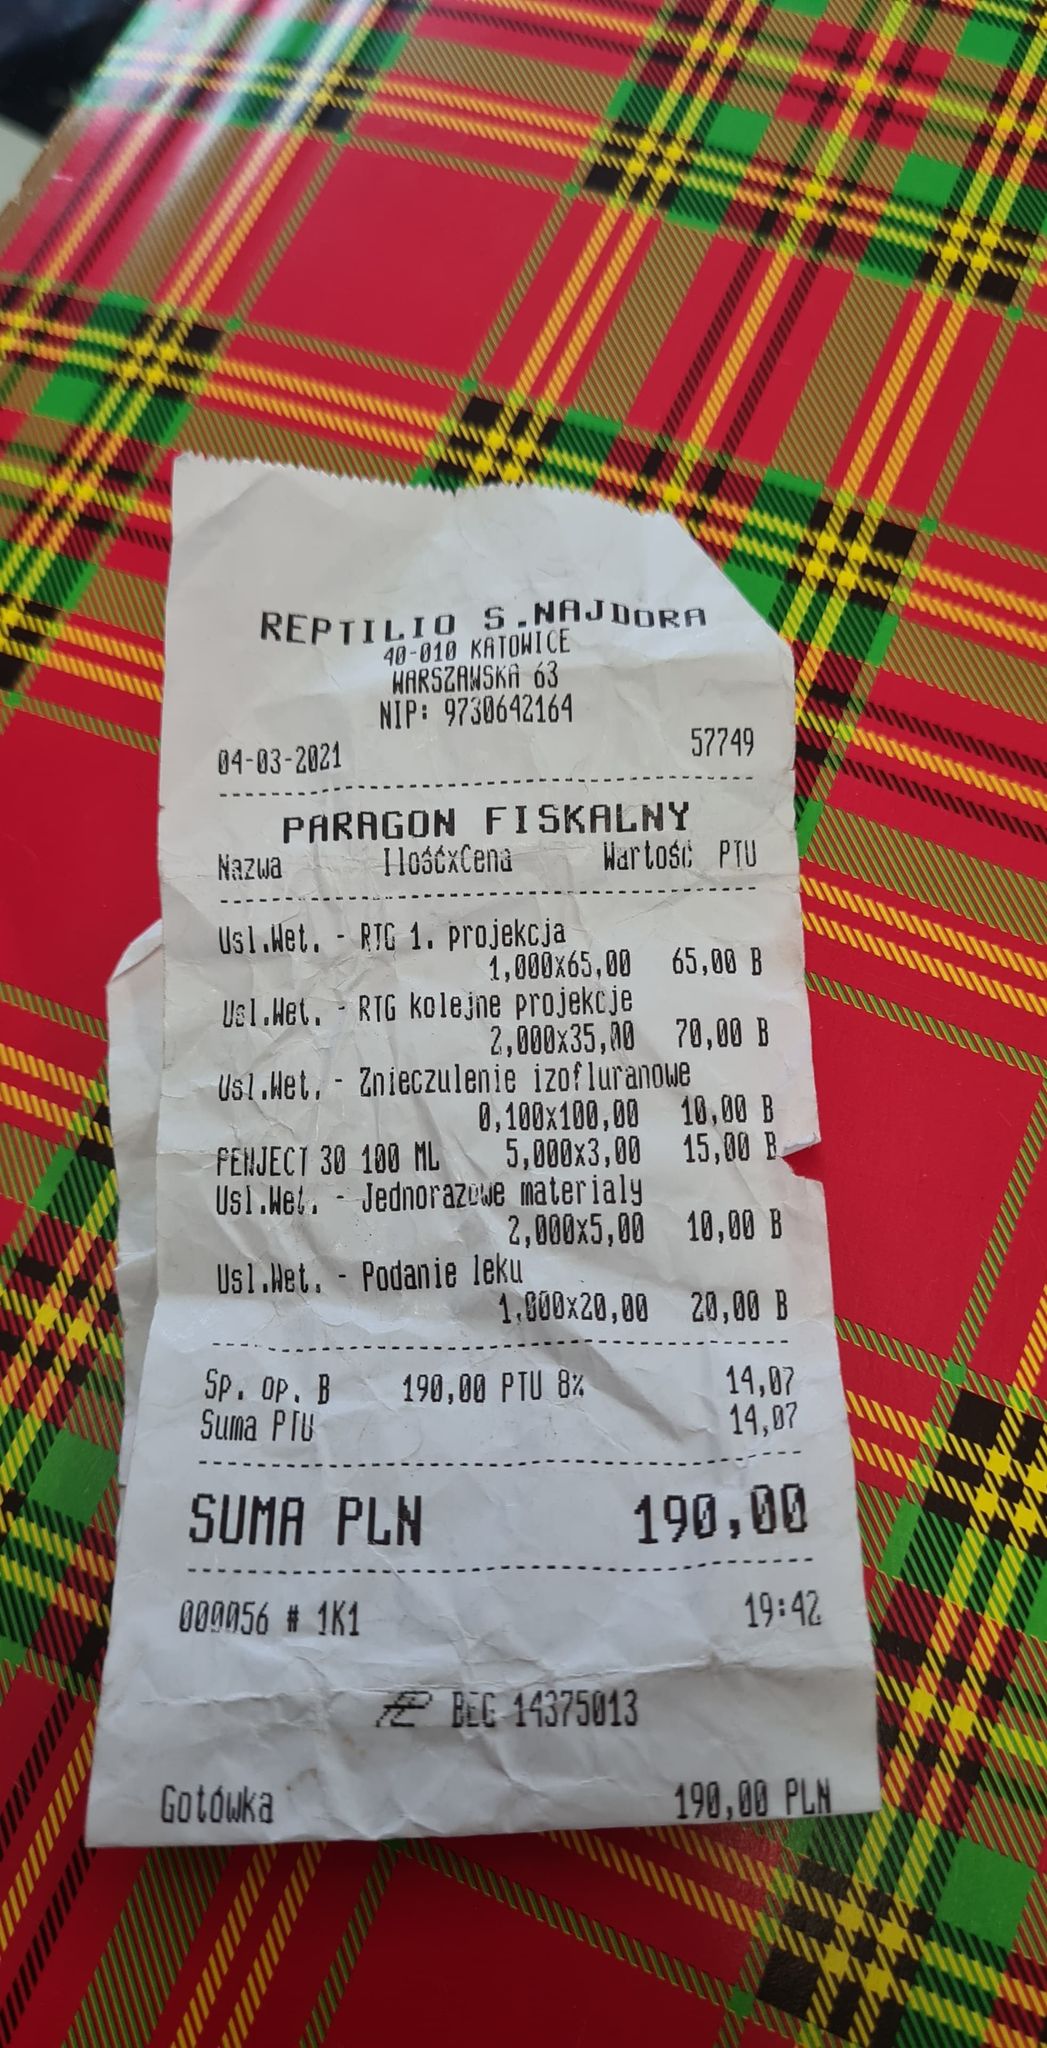 REPTILIO S.NAJDORA
40-010 KATOWICE
WARSZAWSKA 63
NIP: 9730642164
04-03-2021 57749
PARAGON FISKALNY
Nazwa IlośćxCena Wartość PTU
Usl.Wet. - RTG 1. projekcja
1,000x65,00 65,00 B
Usl.Wet. - RTG kolejne projekcje
2,000x35,00 70,00 B
Usl.Wet. - Znieczulenie izofluranowe
0,100x100,00 10,00 B
PENJECT 30 100 ML 5,000x3,00 15,00 B
Usl.Wet. - Jednorazowe materialy
2,000x5,00 10,00 B
Usl.Wet. - Podanie leku
1,000x20,00 20,00 B
Sp. op. B 190,00 PTU 8% 14,07
Suma PTU 14,07
SUMA PLN 190,00
000056 # 1K1 19:42
BEG 14375013
Gotówka 190,00 PLN